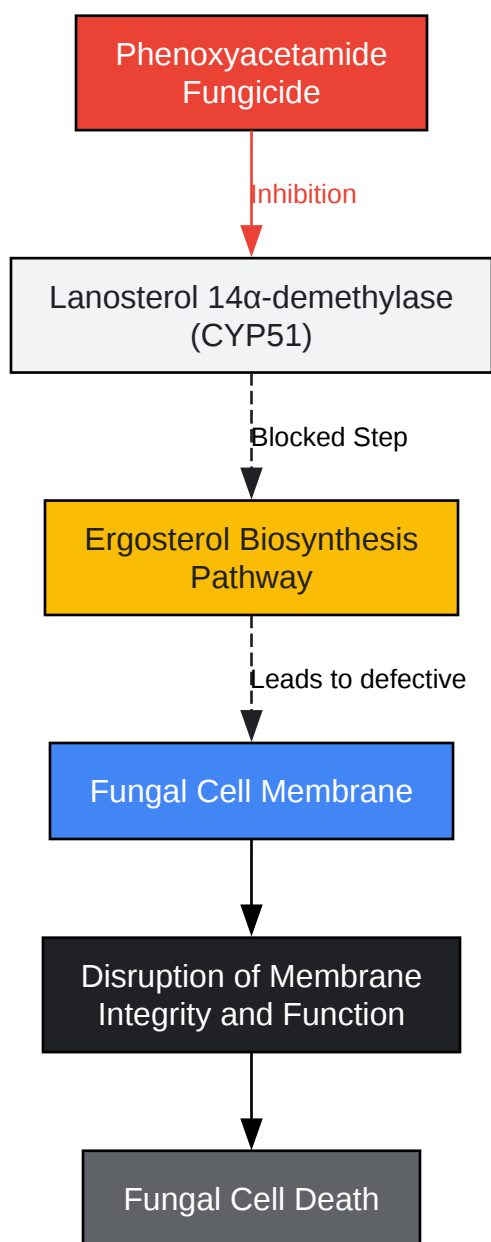 Phenoxyacetamide
Fungicide
Inhibition
Lanosterol 14α-demethylase
(CYP51)
Blocked Step
Ergosterol Biosynthesis
Pathway
Leads to defective
Fungal Cell Membrane
Disruption of Membrane
Integrity and Function
Fungal Cell Death